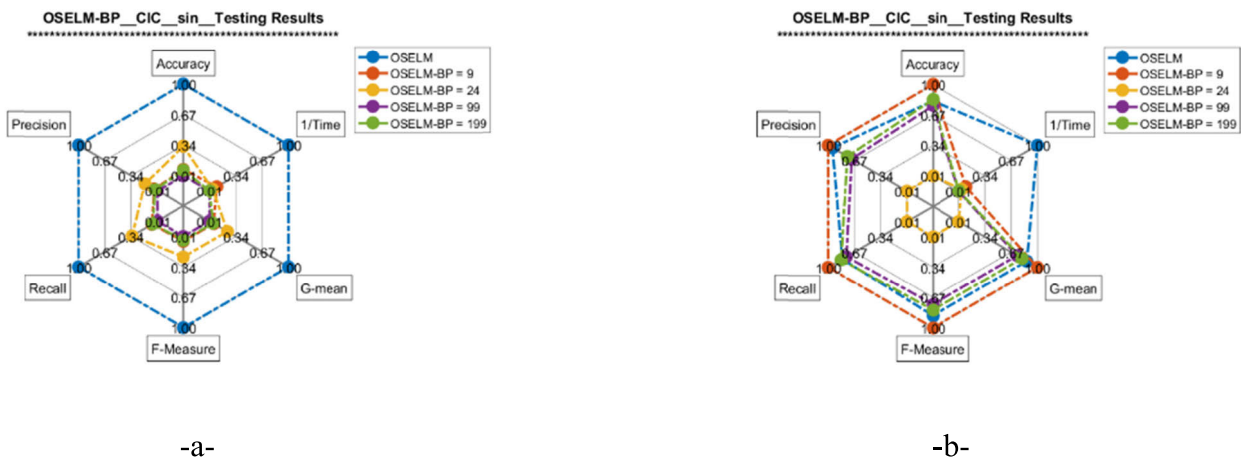 OSELM-BP__CIC__sin__Testing Results
************************************************************
OSELM
OSELM-BP = 9
OSELM-BP = 24
OSELM-BP = 99
OSELM-BP = 199
Accuracy
1/Time
G-mean
F-Measure
Recall
Precision
1.00
0.67
0.34
0.01
1.00
0.67
0.34
0.01
1.00
0.34
0.01
1.00
0.67
0.34
0.01
1.00
0.67
0.34
0.01
1.00
0.67
0.34
0.01
-a-
OSELM-BP__CIC__sin__Testing Results
************************************************************
OSELM
OSELM-BP = 9
OSELM-BP = 24
OSELM-BP = 99
OSELM-BP = 199
Accuracy
1/Time
G-mean
F-Measure
Recall
Precision
1.00
0.67
0.34
0.01
1.00
0.67
0.34
0.01
1.00
0.67
0.34
0.01
1.00
0.67
0.34
0.01
1.00
0.67
0.34
0.01
1.00
0.67
0.34
0.01
-b-